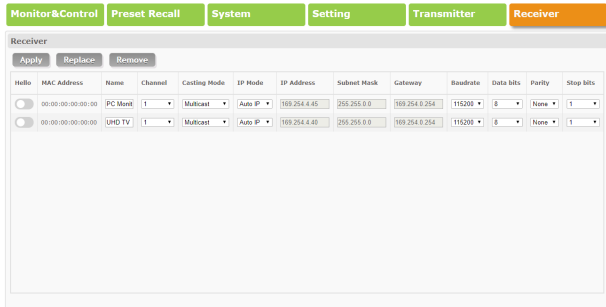 Monitor&Control Preset Recall System Setting Transmitter Receiver
Receiver
Apply Replace Remove
Hello MAC Address Name Channel Casting Mode IP Mode IP Address Subnet Mask Gateway Baudrate Data bits Parity Stop bits
00:00:00:00:00:00 PC Monit 1 Multicast Auto IP 169.254.4.45 255.255.0.0 169.254.0.254 115200 8 None 1
00:00:00:00:00:00 UHD TV 1 Multicast Auto IP 169.254.4.40 255.255.0.0 169.254.0.254 115200 8 None 1